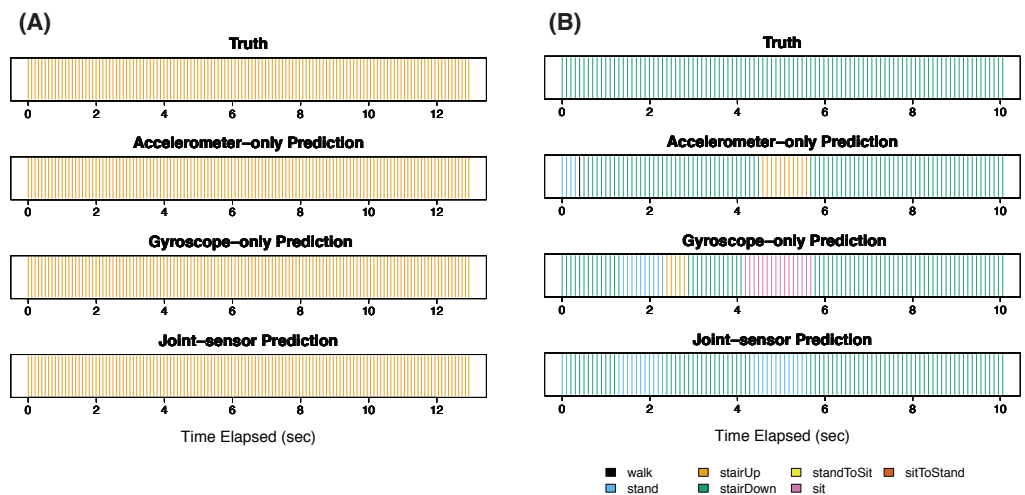 (A)
Truth
0 2 4 6 8 10 12
Accelerometer-only Prediction
0 2 4 6 8 10 12
Gyroscope-only Prediction
0 2 4 6 8 10 12
Joint-sensor Prediction
0 2 4 6 8 10 12
Time Elapsed (sec)
(B)
Truth
0 2 4 6 8 10
Accelerometer-only Prediction
0 2 4 6 8 10
Gyroscope-only Prediction
0 2 4 6 8 10
Joint-sensor Prediction
0 2 4 6 8 10
Time Elapsed (sec)
walk stairUp standToSit sitToStand
stand stairDown sit